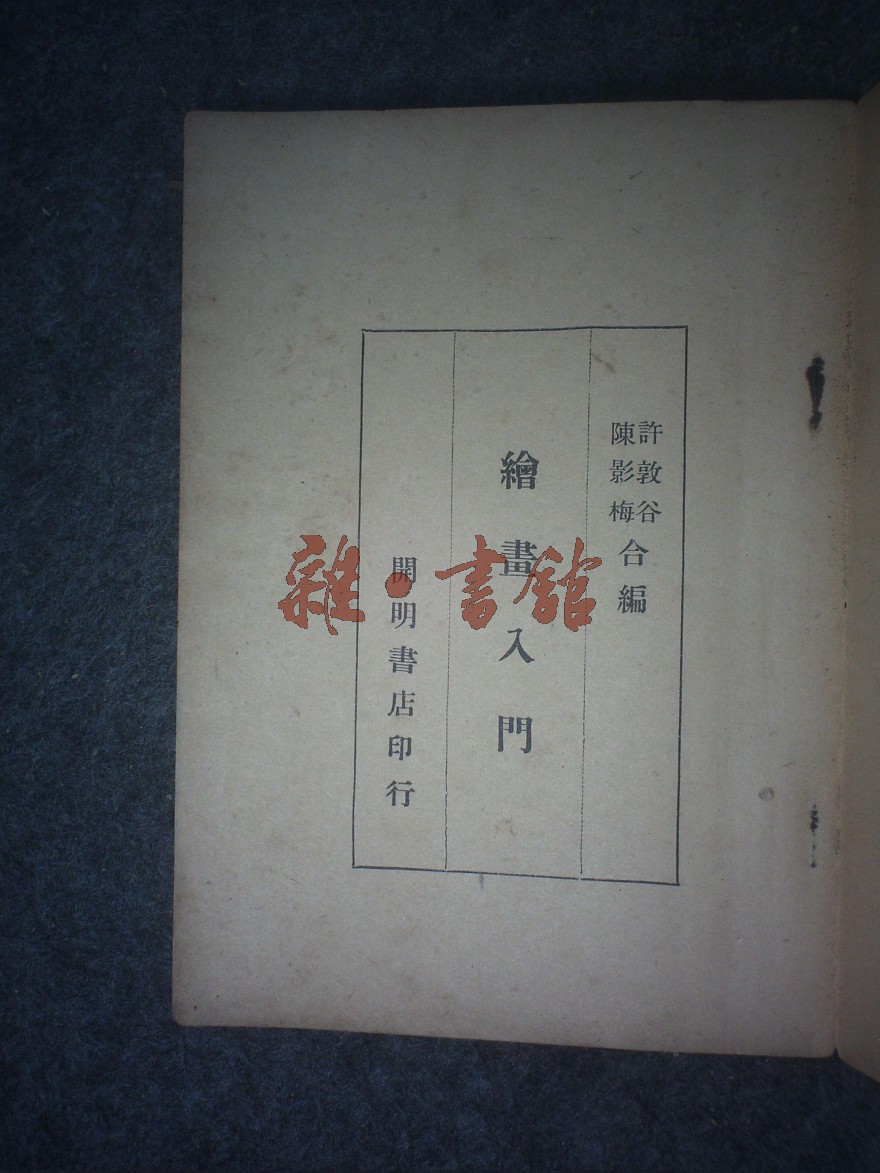 許敦谷
陳影梅
合編
繪畫入門
開明書店印行
雜·書館